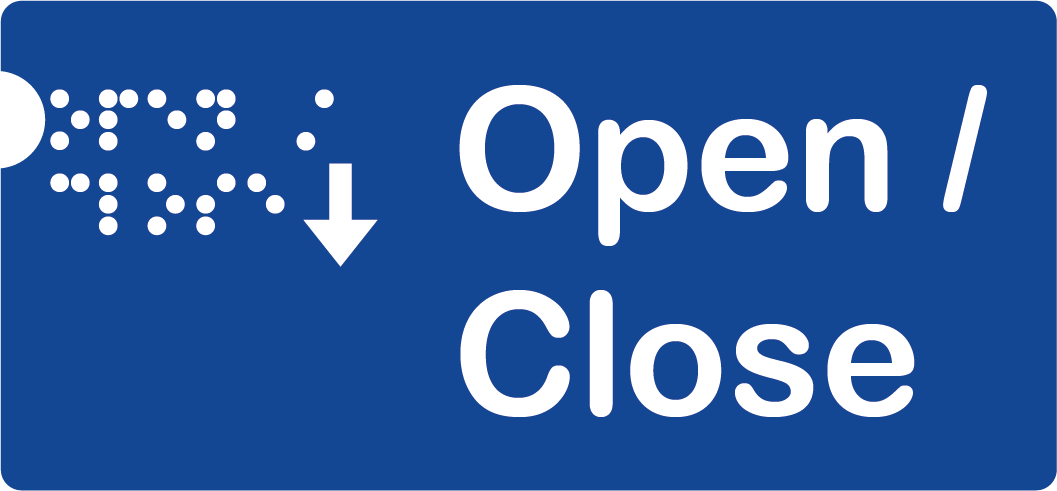 ⠕⠏⠑⠝ ⠌
⠉⠇⠕⠎⠑
Open /
Close